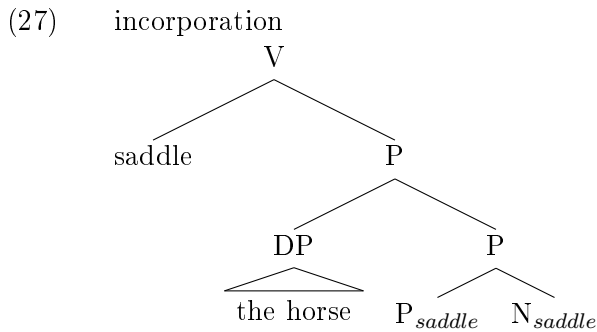 (27) incorporation
V
saddle P
DP P
the horse P_saddle N_saddle